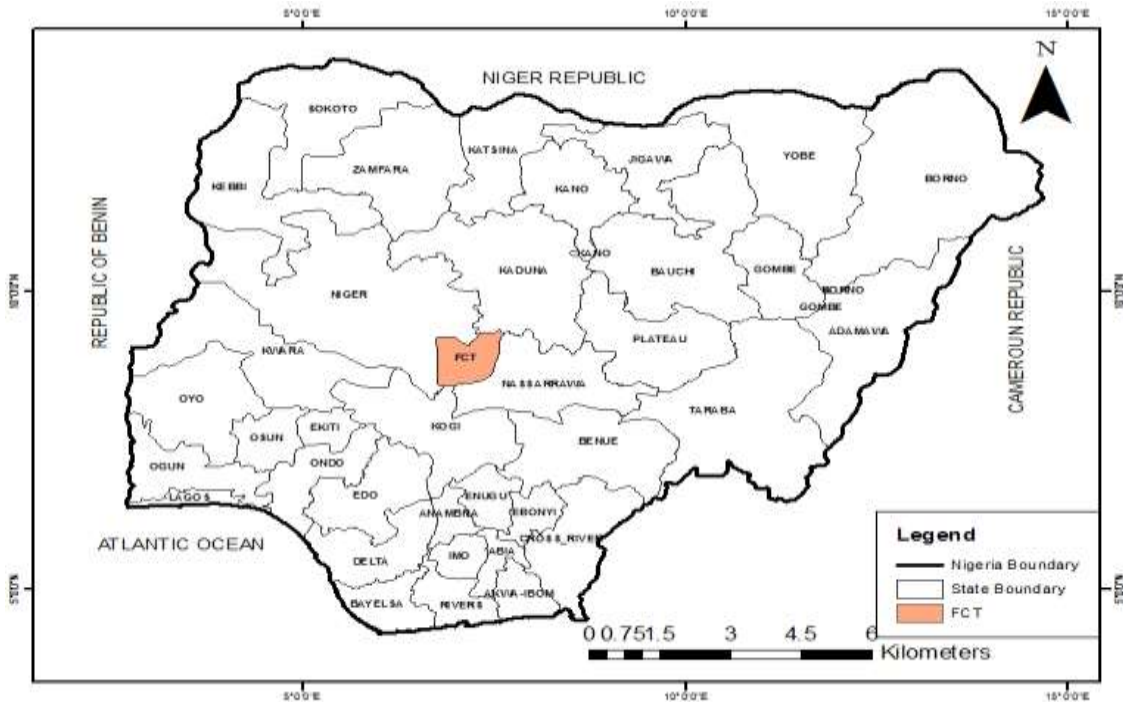 5°0'0"E 10°0'0"E 15°0'0"E
N
NIGER REPUBLIC
SOKOTO
KATSINA
YOBE
JIGAWA
ZAMFARA
BORNO
KEBBI
KANO
REPUBLIC OF BENIN
CAMEROUN REPUBLIC
KANO
KADUNA
BAUCHI
GOMBE
NIGER
BORNO
GOMBE
ADAMAWA
PLATEAU
KWARA
FCT
NASSARRAWA
OYO
TARABA
KOGI
EKITI
OSUN
BENUE
OGUN
ONDO
LAGOS
EDO
ENUGU
ANAMBRA
EBONYI
CROSS_RIVER
ATLANTIC OCEAN
IMO
ABIA
DELTA
AKWA-IBOM
BAYELSA
RIVERS
Legend
Nigeria Boundary
State Boundary
FCT
0 0.75 1.5 3 4.5 6
Kilometers
5°0'0"E 10°0'0"E 15°0'0"E